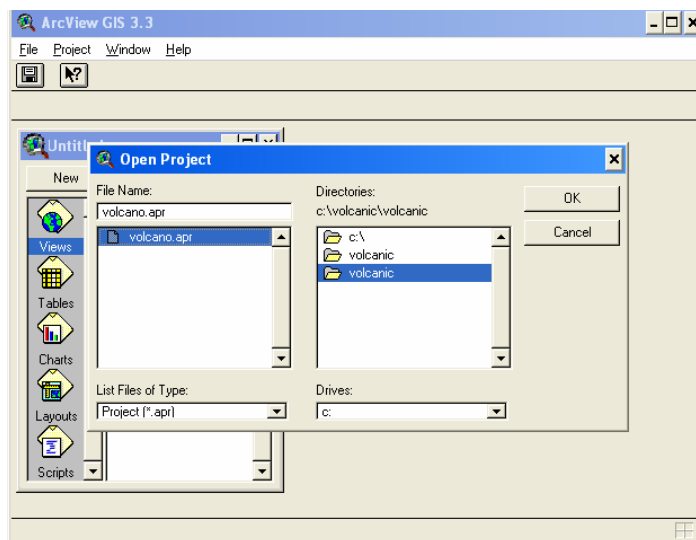 ArcView GIS 3.3
File Project Window Help
Open Project
New
File Name:
volcano.apr
volcano.apr
Directories:
c:\volcanic\volcanic
c:\
volcanic
volcanic
OK
Cancel
Views
Tables
Charts
Layouts
Scripts
List Files of Type:
Project (*.apr)
Drives:
c: